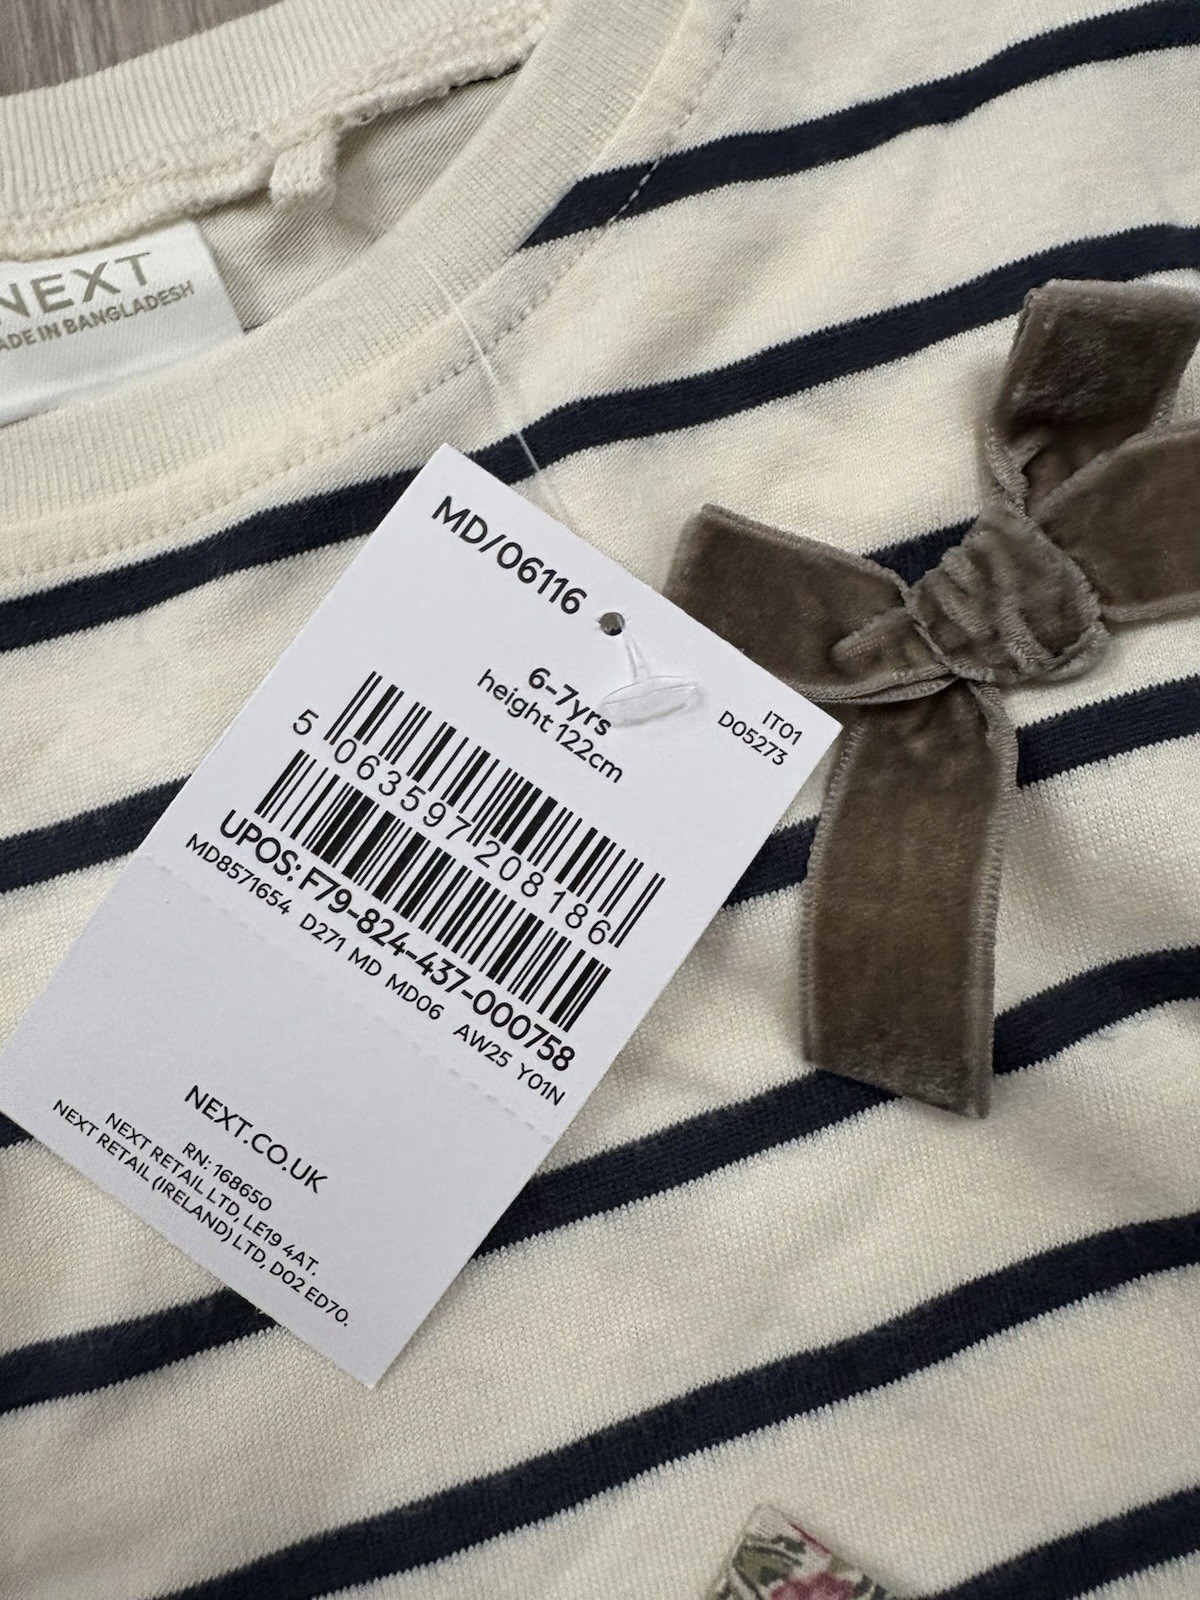 NEXT
ADE IN BANGLADESH
MD/06116
6-7yrs
height 122cm
IT01
D05273
5 063597 208186
UPOS: F79-824-437-000758
MD8571654 D271 MD MD06 AW25 Y01N
NEXT.CO.UK
RN: 168650
NEXT RETAIL LTD, LE19 4AT.
NEXT RETAIL (IRELAND) LTD, D02 ED70.